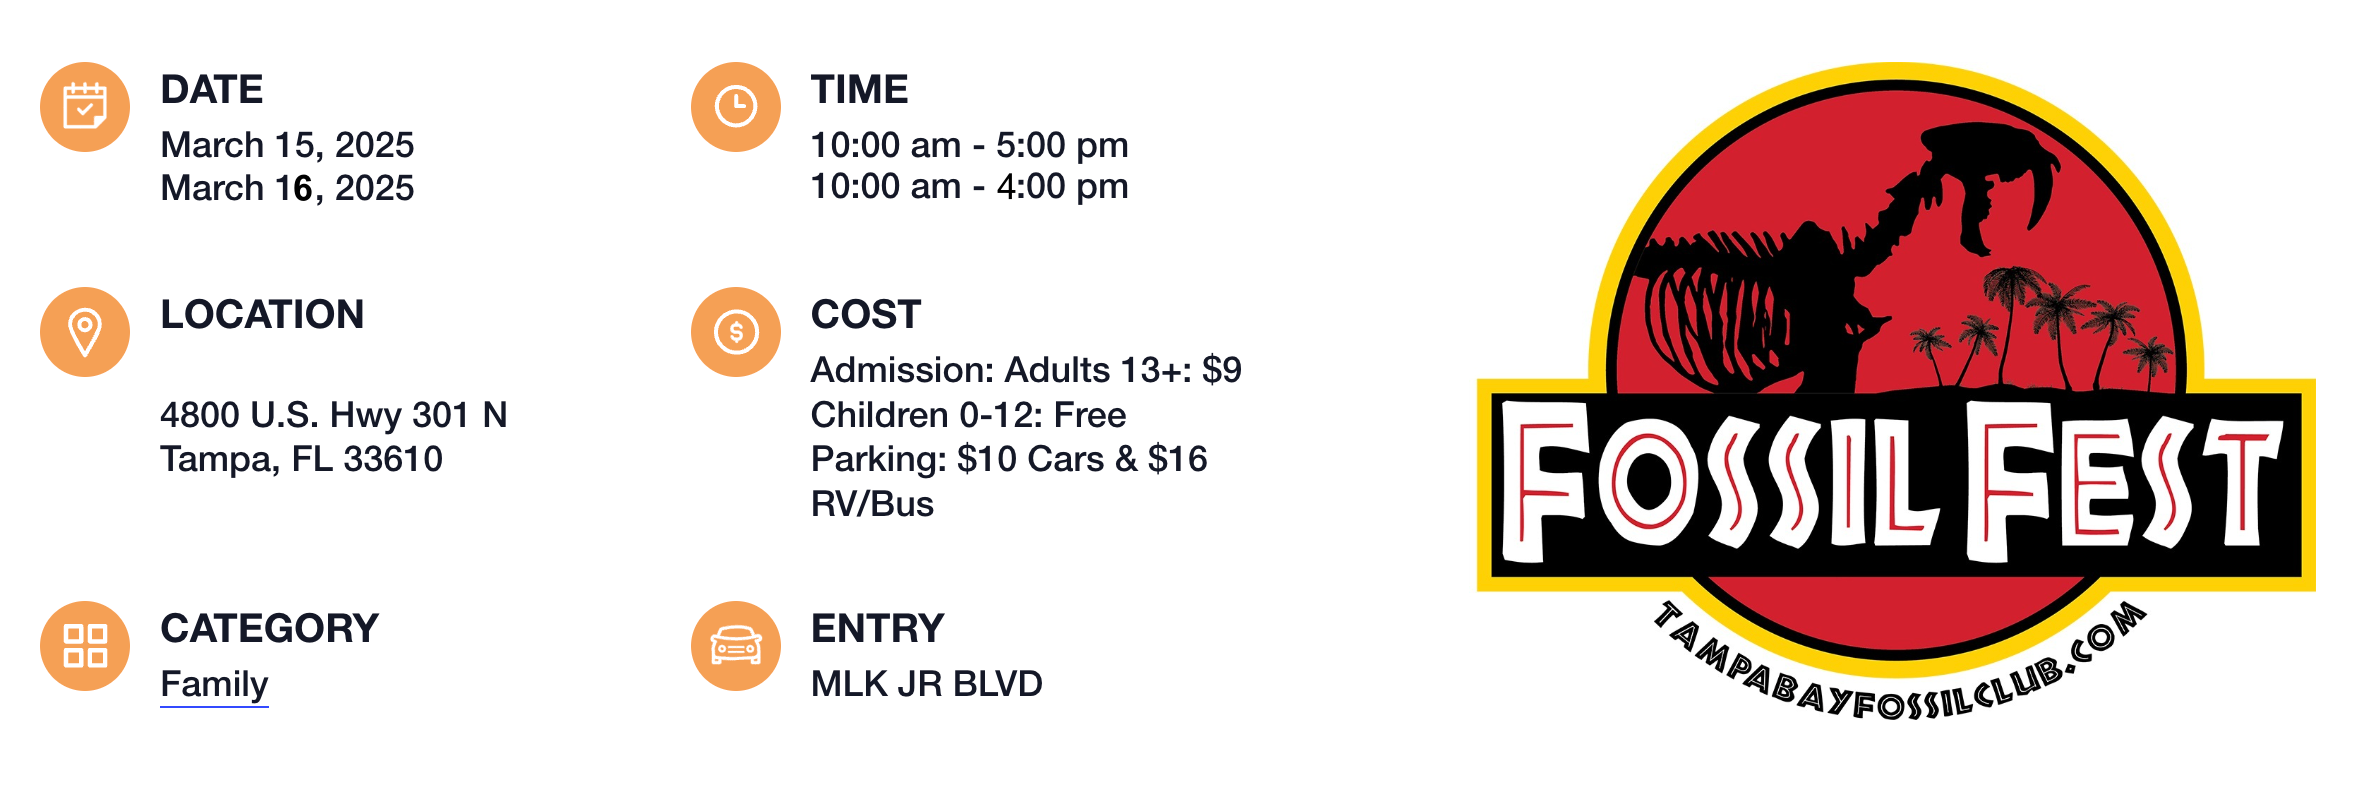 DATE
March 15, 2025
March 16, 2025
TIME
10:00 am - 5:00 pm
10:00 am - 4:00 pm
LOCATION
4800 U.S. Hwy 301 N
Tampa, FL 33610
COST
Admission: Adults 13+: $9
Children 0-12: Free
Parking: $10 Cars & $16
RV/Bus
CATEGORY
Family
ENTRY
MLK JR BLVD
FOSSIL FEST
TAMPABAYFOSSILCLUB.COM